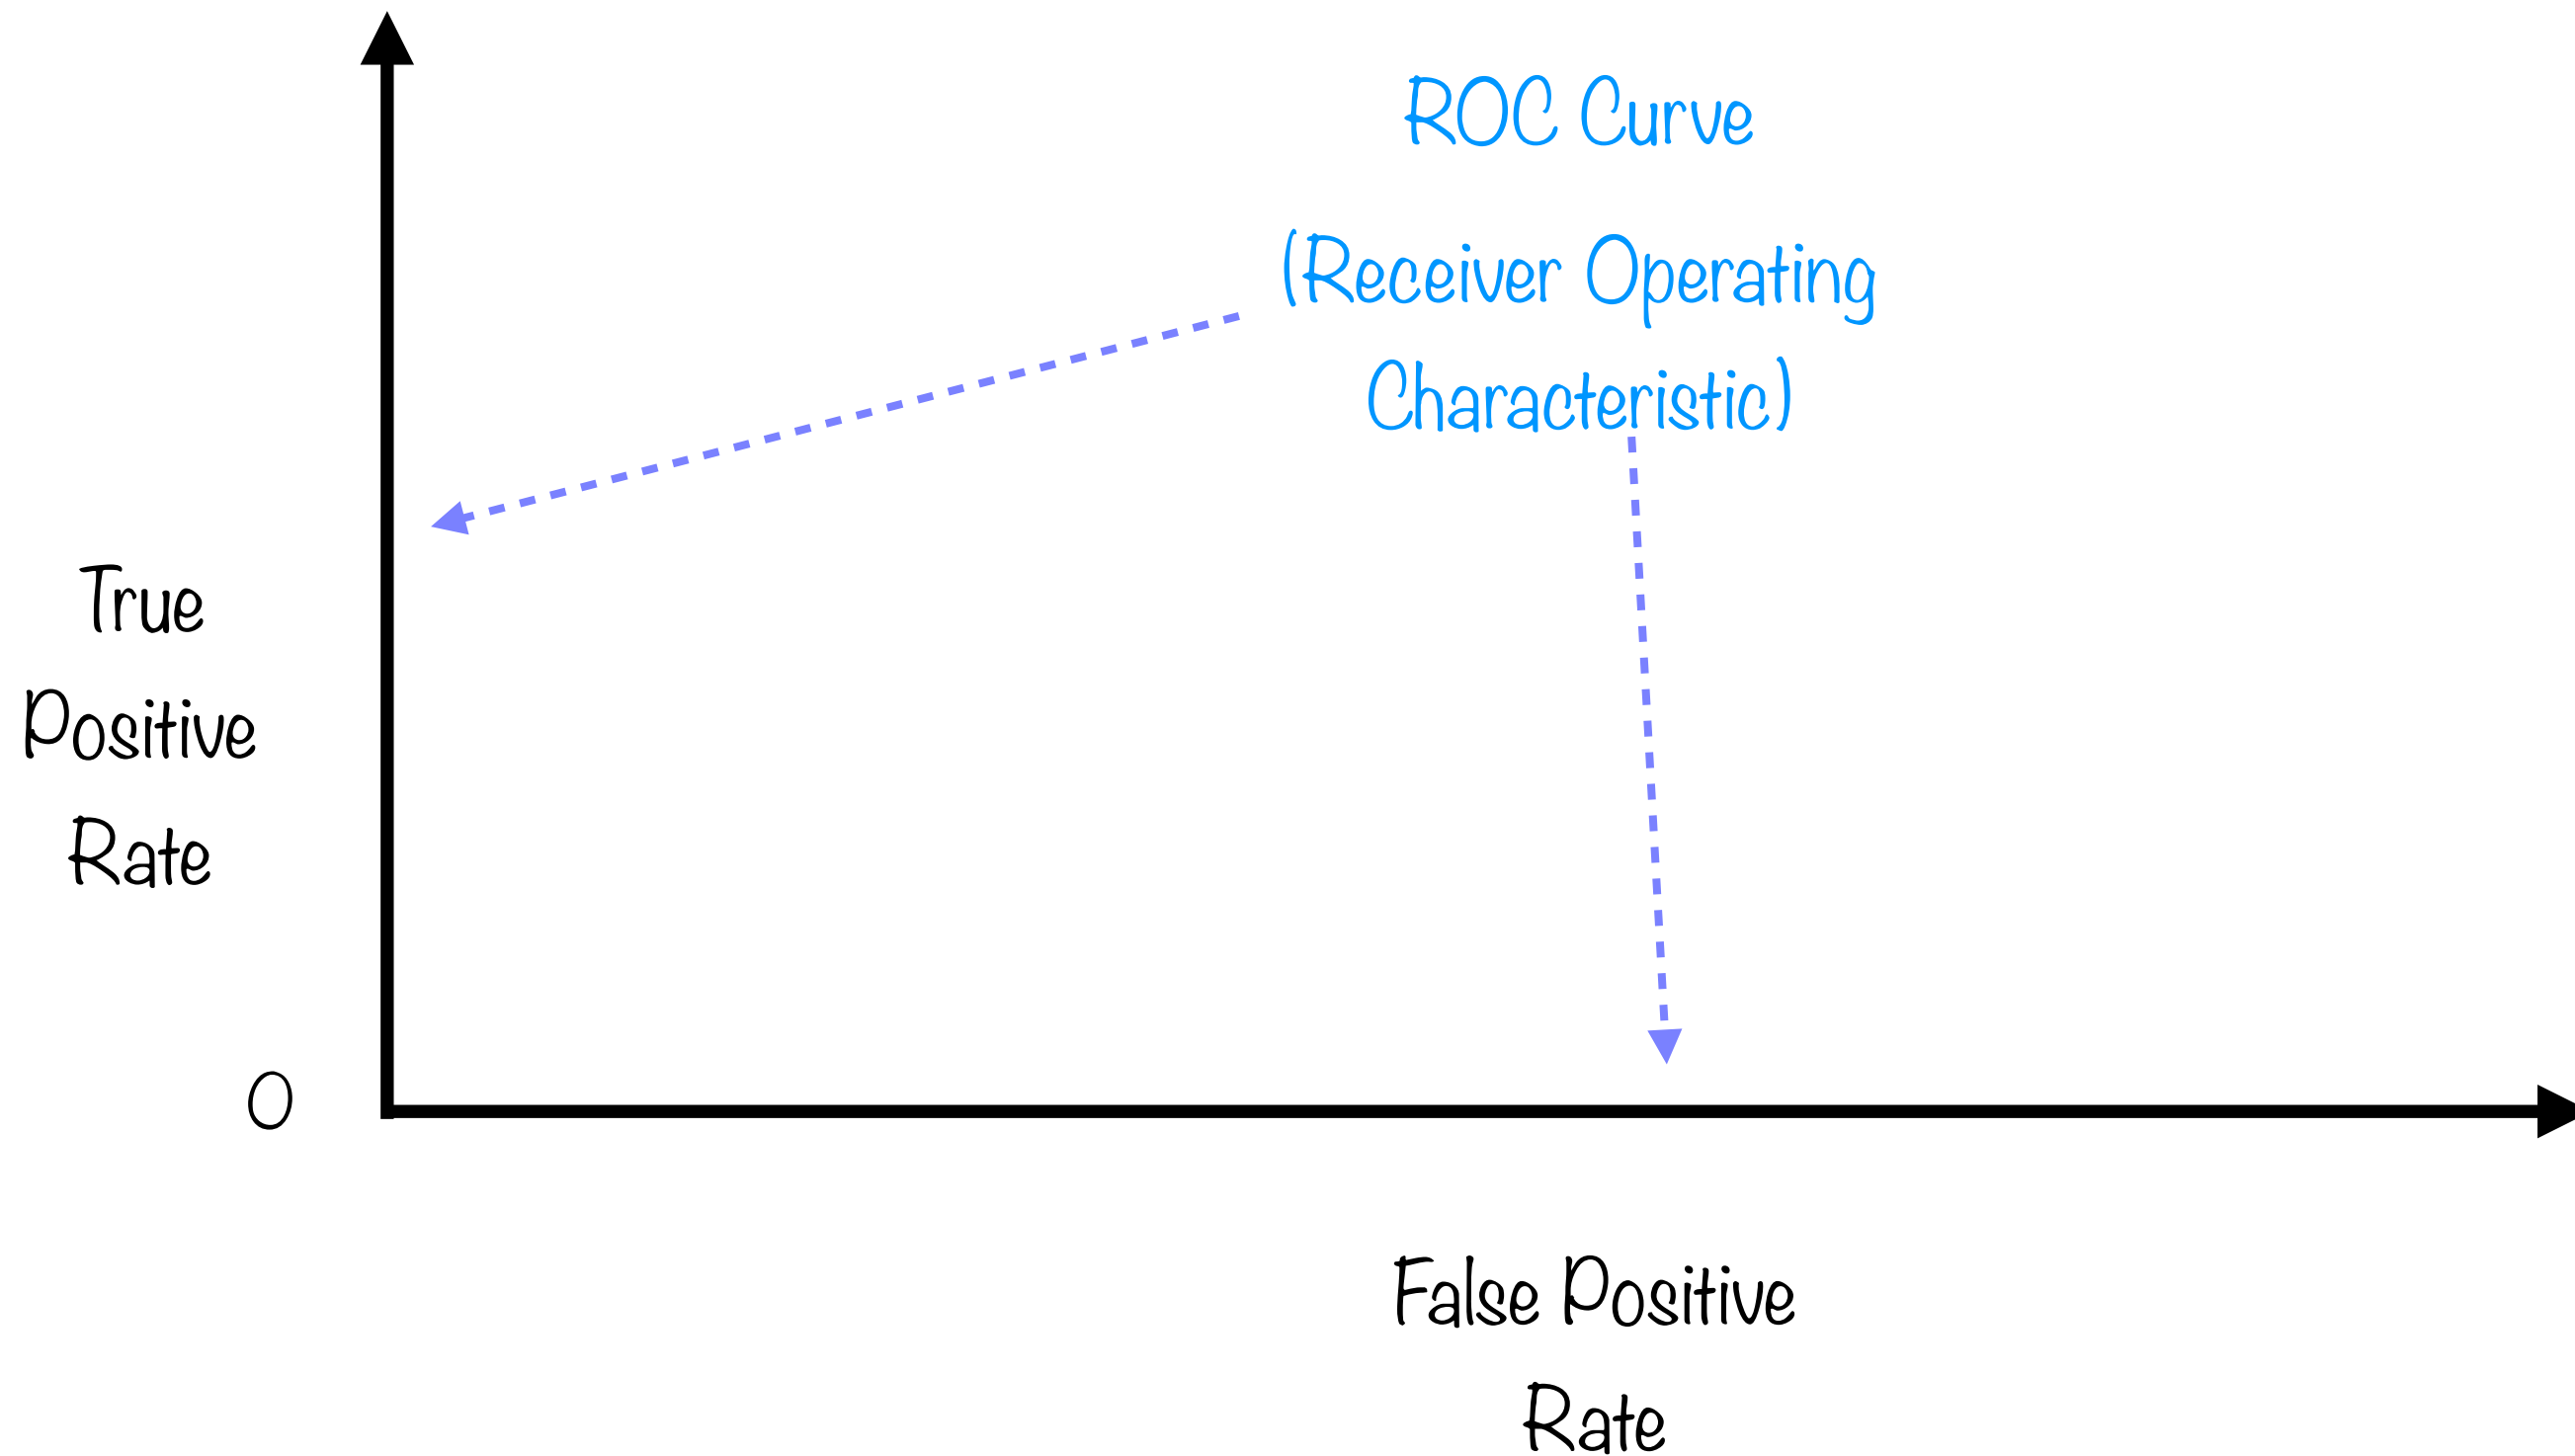 ROC Curve
(Receiver Operating
Characteristic)
True
Positive
Rate
0
False Positive
Rate